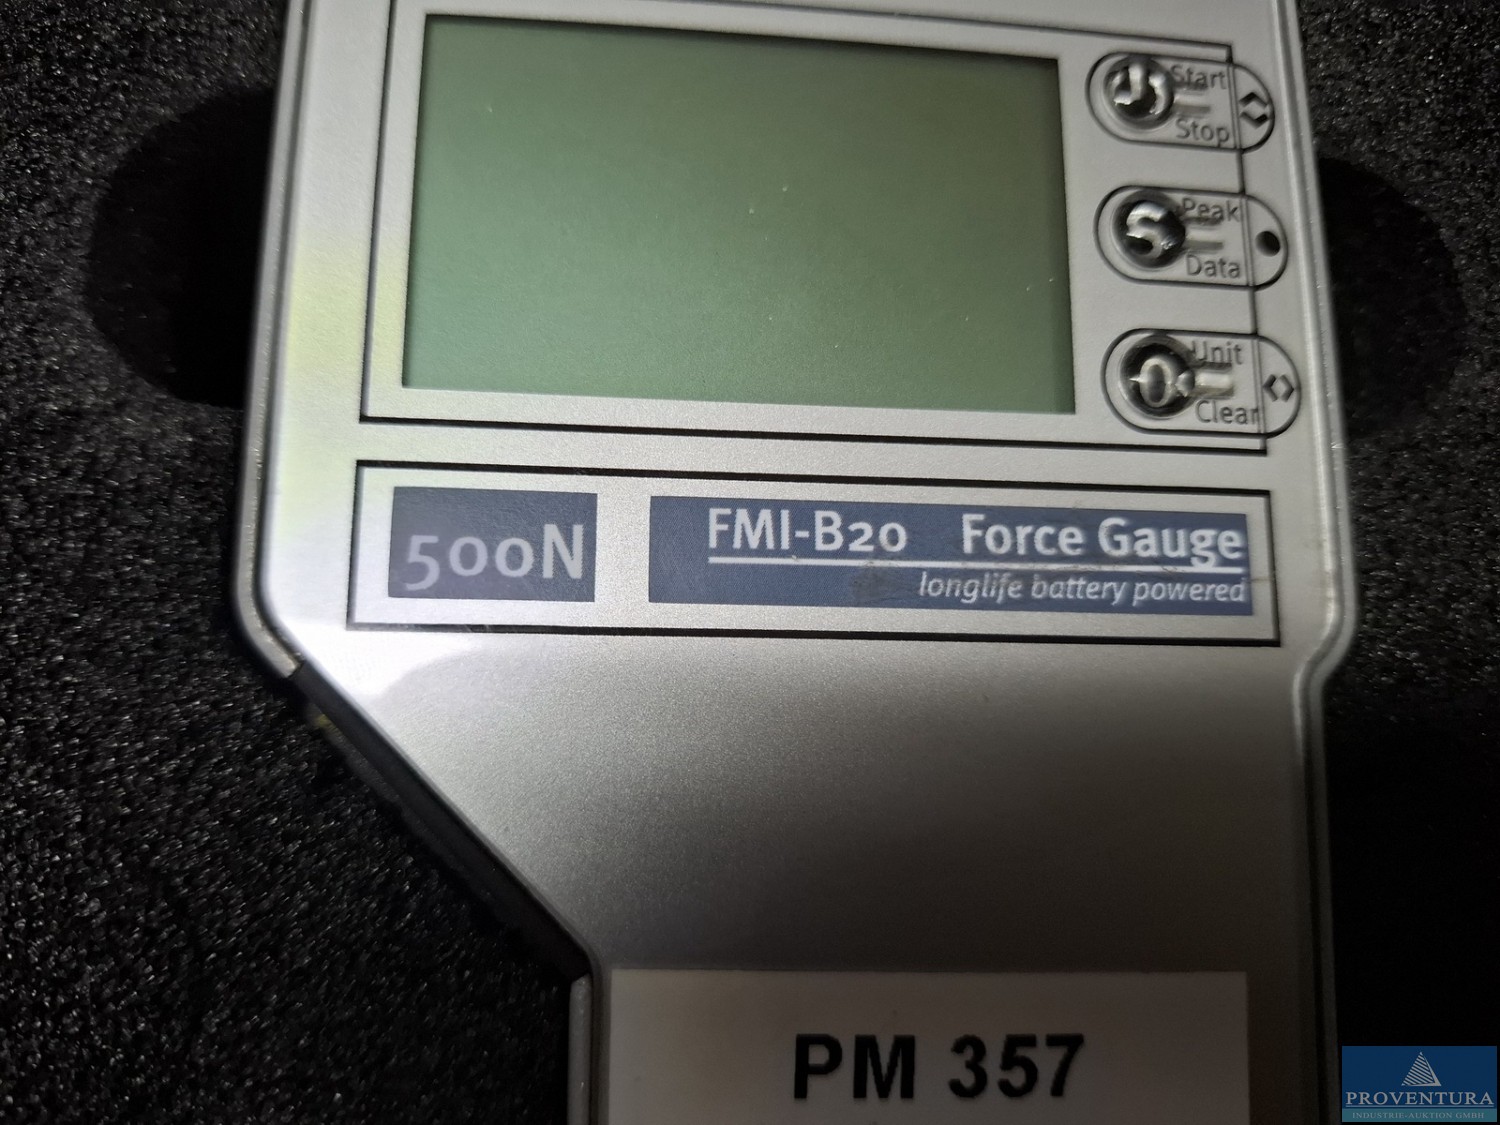 Start
Stop
Peak
Data
Unit
Clear
500N
FMI-B20 Force Gauge
longlife battery powered
PM 357
PROVENTURA
INDUSTRIE-AUKTION GMBH